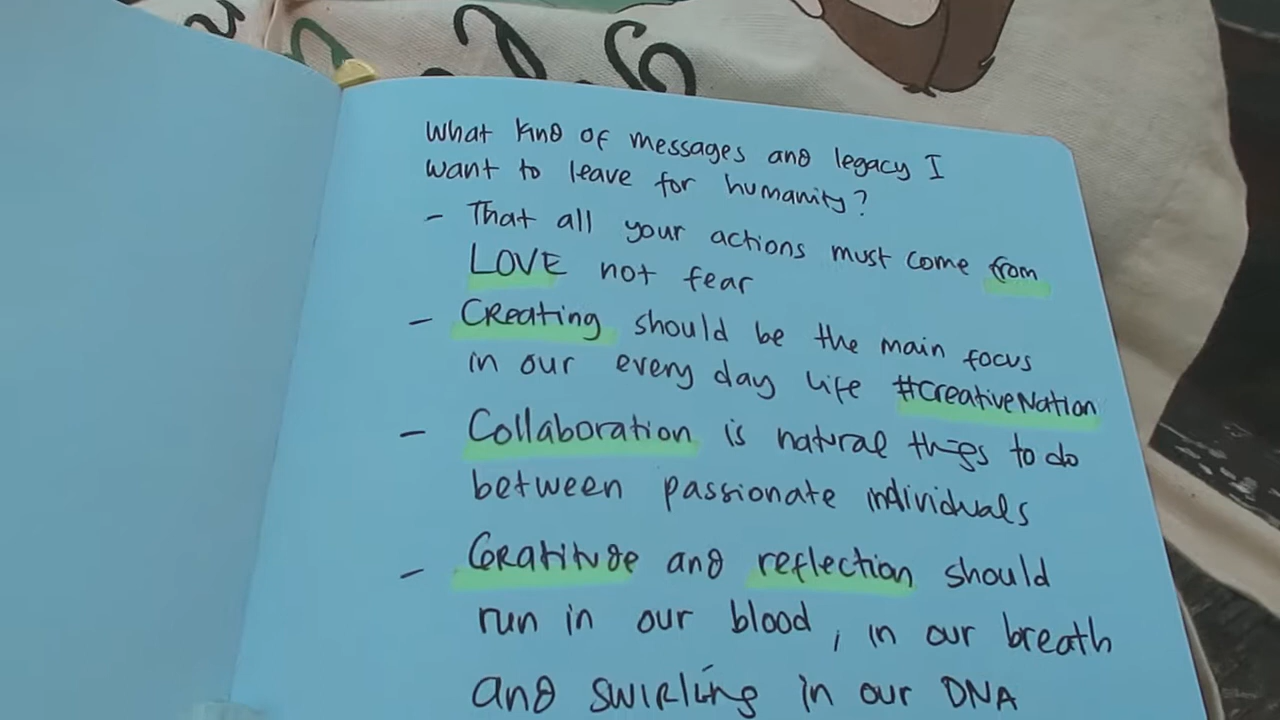 What kind of messages and legacy I
want to leave for humanity?
- That all your actions must come from
LOVE not fear
- Creating should be the main focus
in our every day life #CreativeNation
- Collaboration is natural things to do
between passionate individuals
- Gratitude and reflection should
run in our blood, in our breath
and swirling in our DNA